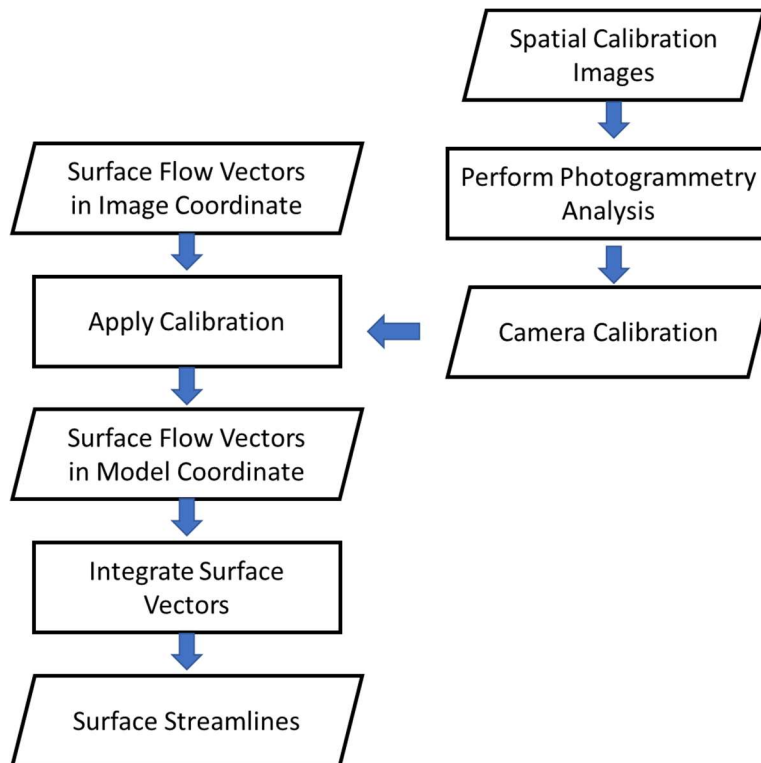 Spatial Calibration
Images
Perform Photogrammetry
Analysis
Camera Calibration
Surface Flow Vectors
in Image Coordinate
Apply Calibration
Surface Flow Vectors
in Model Coordinate
Integrate Surface
Vectors
Surface Streamlines